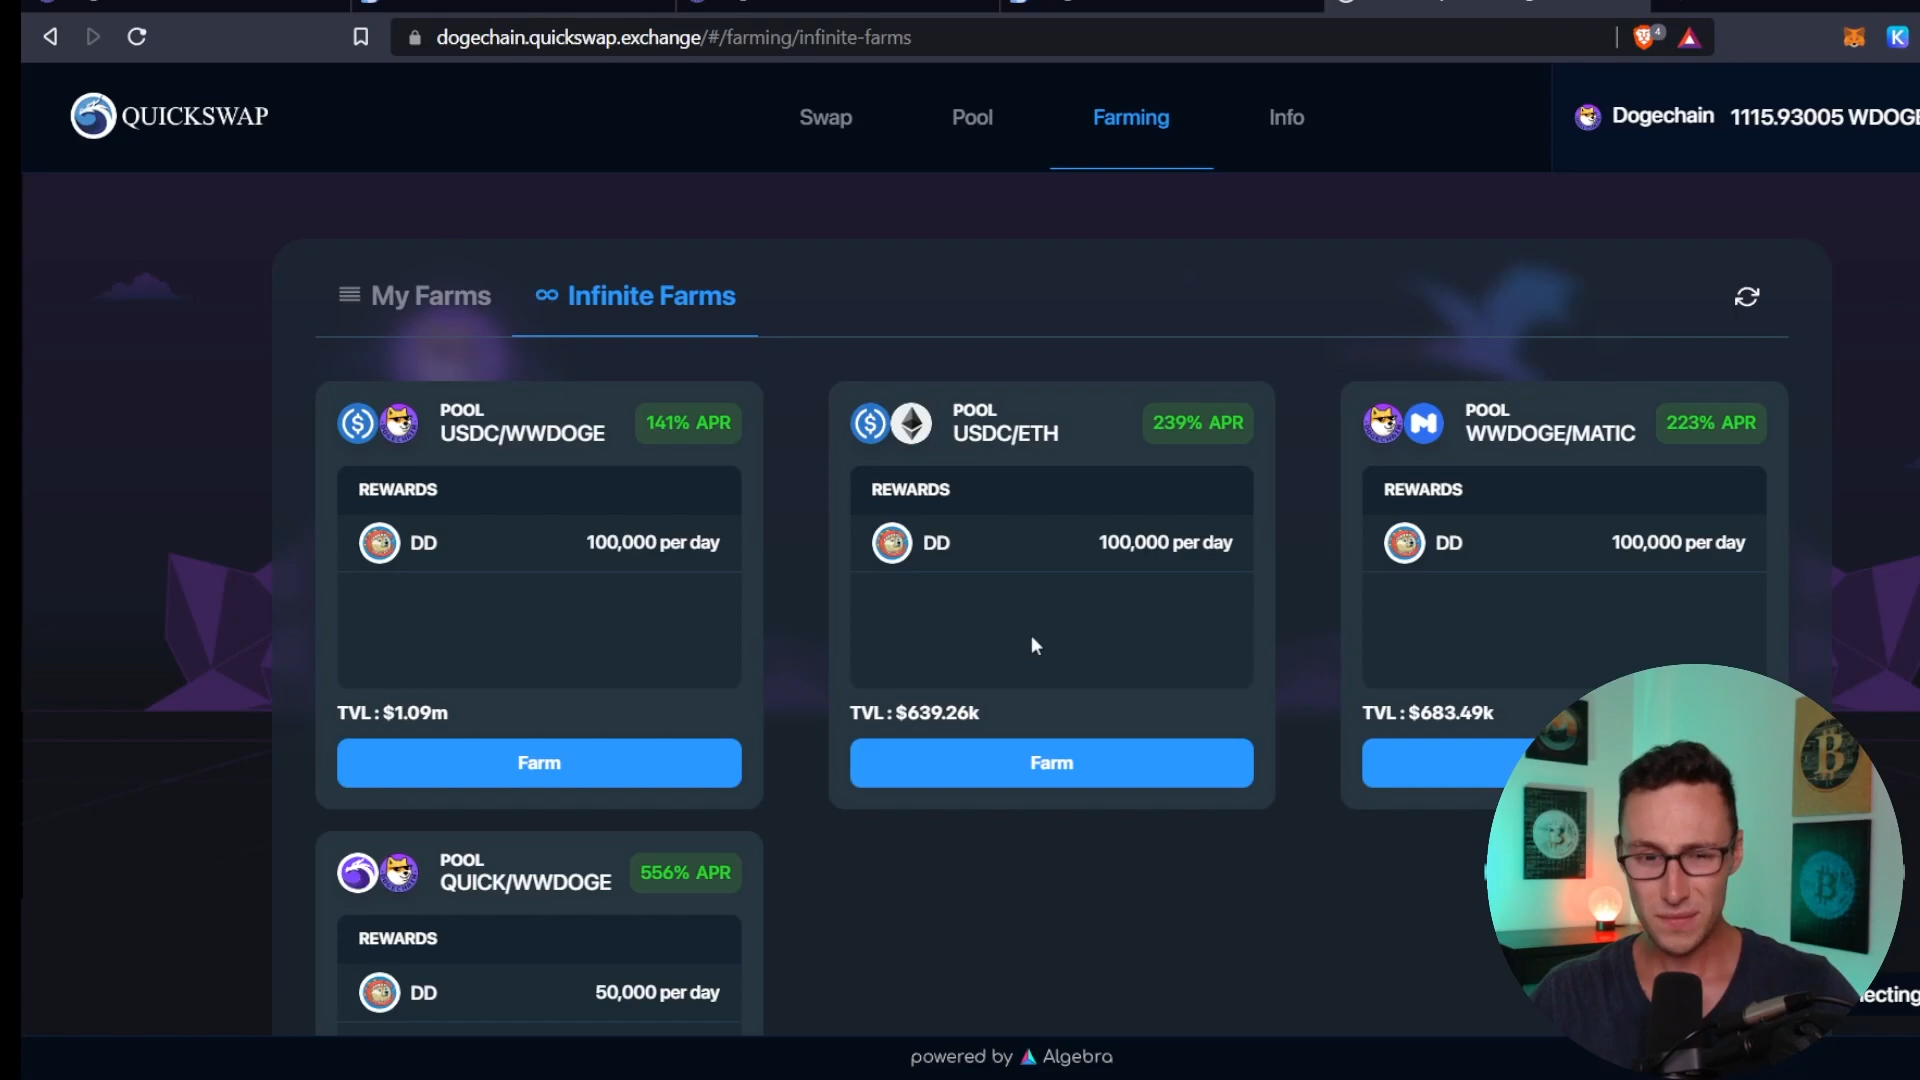 dogechain.quickswap.exchange/#/farming/infinite-farms
4
QUICKSWAP
Swap
Pool
Farming
Info
Dogechain
1115.93005 WDOGE
My Farms
Infinite Farms
POOL
USDC/WWDOGE
141% APR
REWARDS
DD
100,000 per day
TVL : $1.09m
Farm
POOL
USDC/ETH
239% APR
REWARDS
DD
100,000 per day
TVL : $639.26k
Farm
POOL
WWDOGE/MATIC
223% APR
REWARDS
DD
100,000 per day
TVL : $683.49k
POOL
QUICK/WWDOGE
556% APR
REWARDS
DD
50,000 per day
powered by Algebra